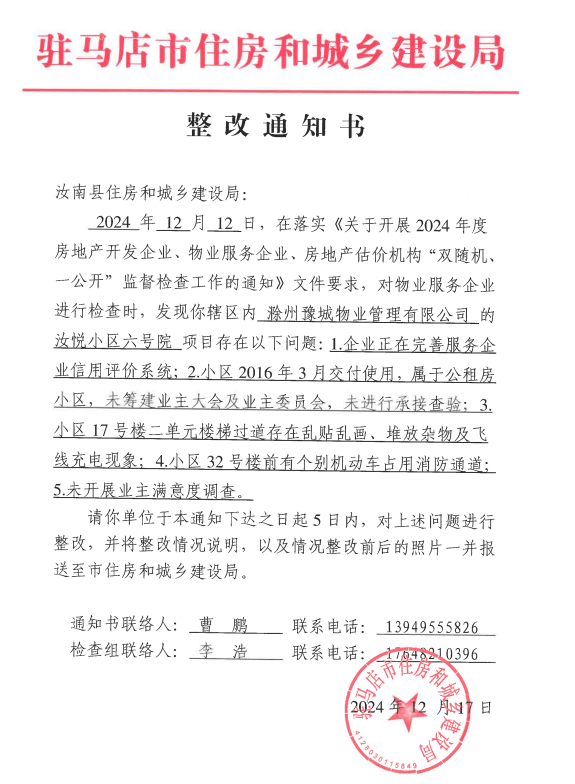 驻马店市住房和城乡建设局
整改通知书
汝南县住房和城乡建设局：
2024 年 12 月 12 日，在落实《关于开展 2024 年度
房地产开发企业、物业服务企业、房地产估价机构“双随机、
一公开”监督检查工作的通知》文件要求，对物业服务企业
进行检查时，发现你辖区内 滁州豫城物业管理有限公司 的
汝悦小区六号院 项目存在以下问题：1.企业正在完善服务企
业信用评价系统；2.小区 2016 年 3 月交付使用，属于公租房
小区，未筹建业主大会及业主委员会，未进行承接查验；3.
小区 17 号楼二单元楼梯过道存在乱贴乱画、堆放杂物及飞
线充电现象；4.小区 32 号楼前有个别机动车占用消防通道；
5.未开展业主满意度调查。
请你单位于本通知下达之日起 5 日内，对上述问题进行
整改，并将整改情况说明，以及情况整改前后的照片一并报
送至市住房和城乡建设局。
通知书联络人： 曹 鹏 联系电话： 13949555826
检查组联络人： 李 浩 联系电话： 17648210396
2024 年 12 月 17 日
驻马店市住房和城乡建设局
4128030115849